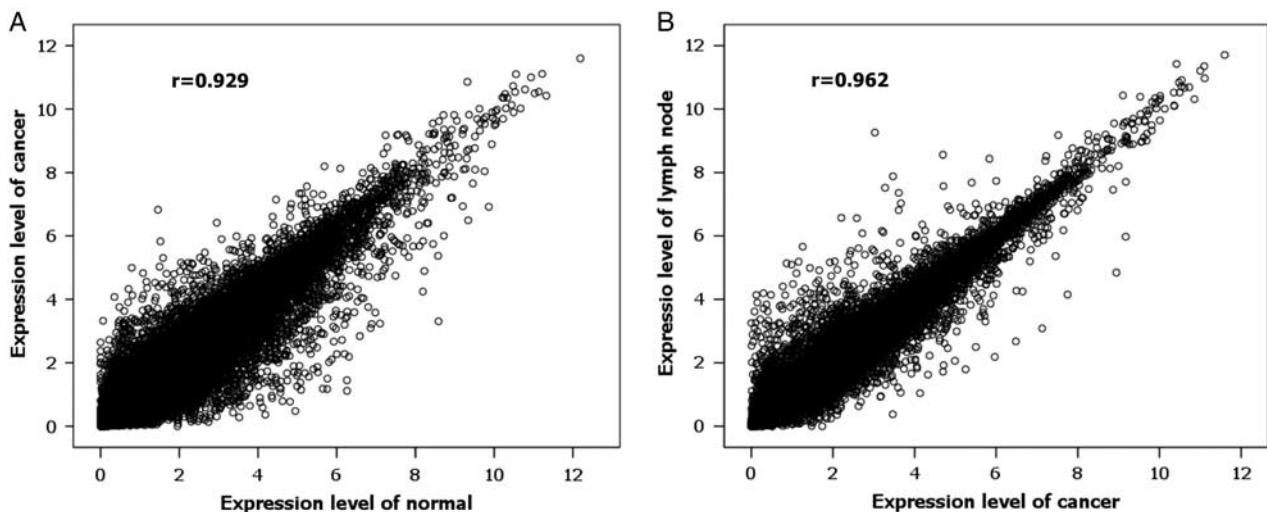 A
r=0.929
Expression level of cancer
12
10
8
6
4
2
0
0 2 4 6 8 10 12
Expression level of normal
B
r=0.962
Expressio level of lymph node
12
10
8
6
4
2
0
0 2 4 6 8 10 12
Expression level of cancer